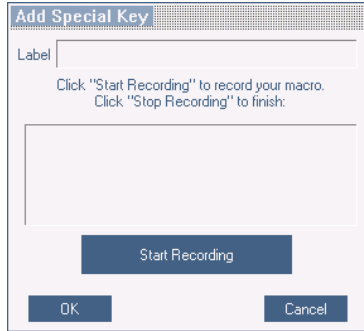 Add Special Key
Label
Click "Start Recording" to record your macro.
Click "Stop Recording" to finish:
Start Recording
OK
Cancel